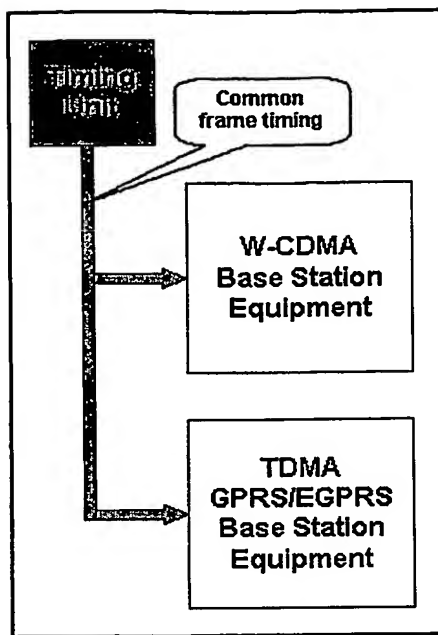 Timing
Unit
Common
frame timing
W-CDMA
Base Station
Equipment
TDMA
GPRS/EGPRS
Base Station
Equipment